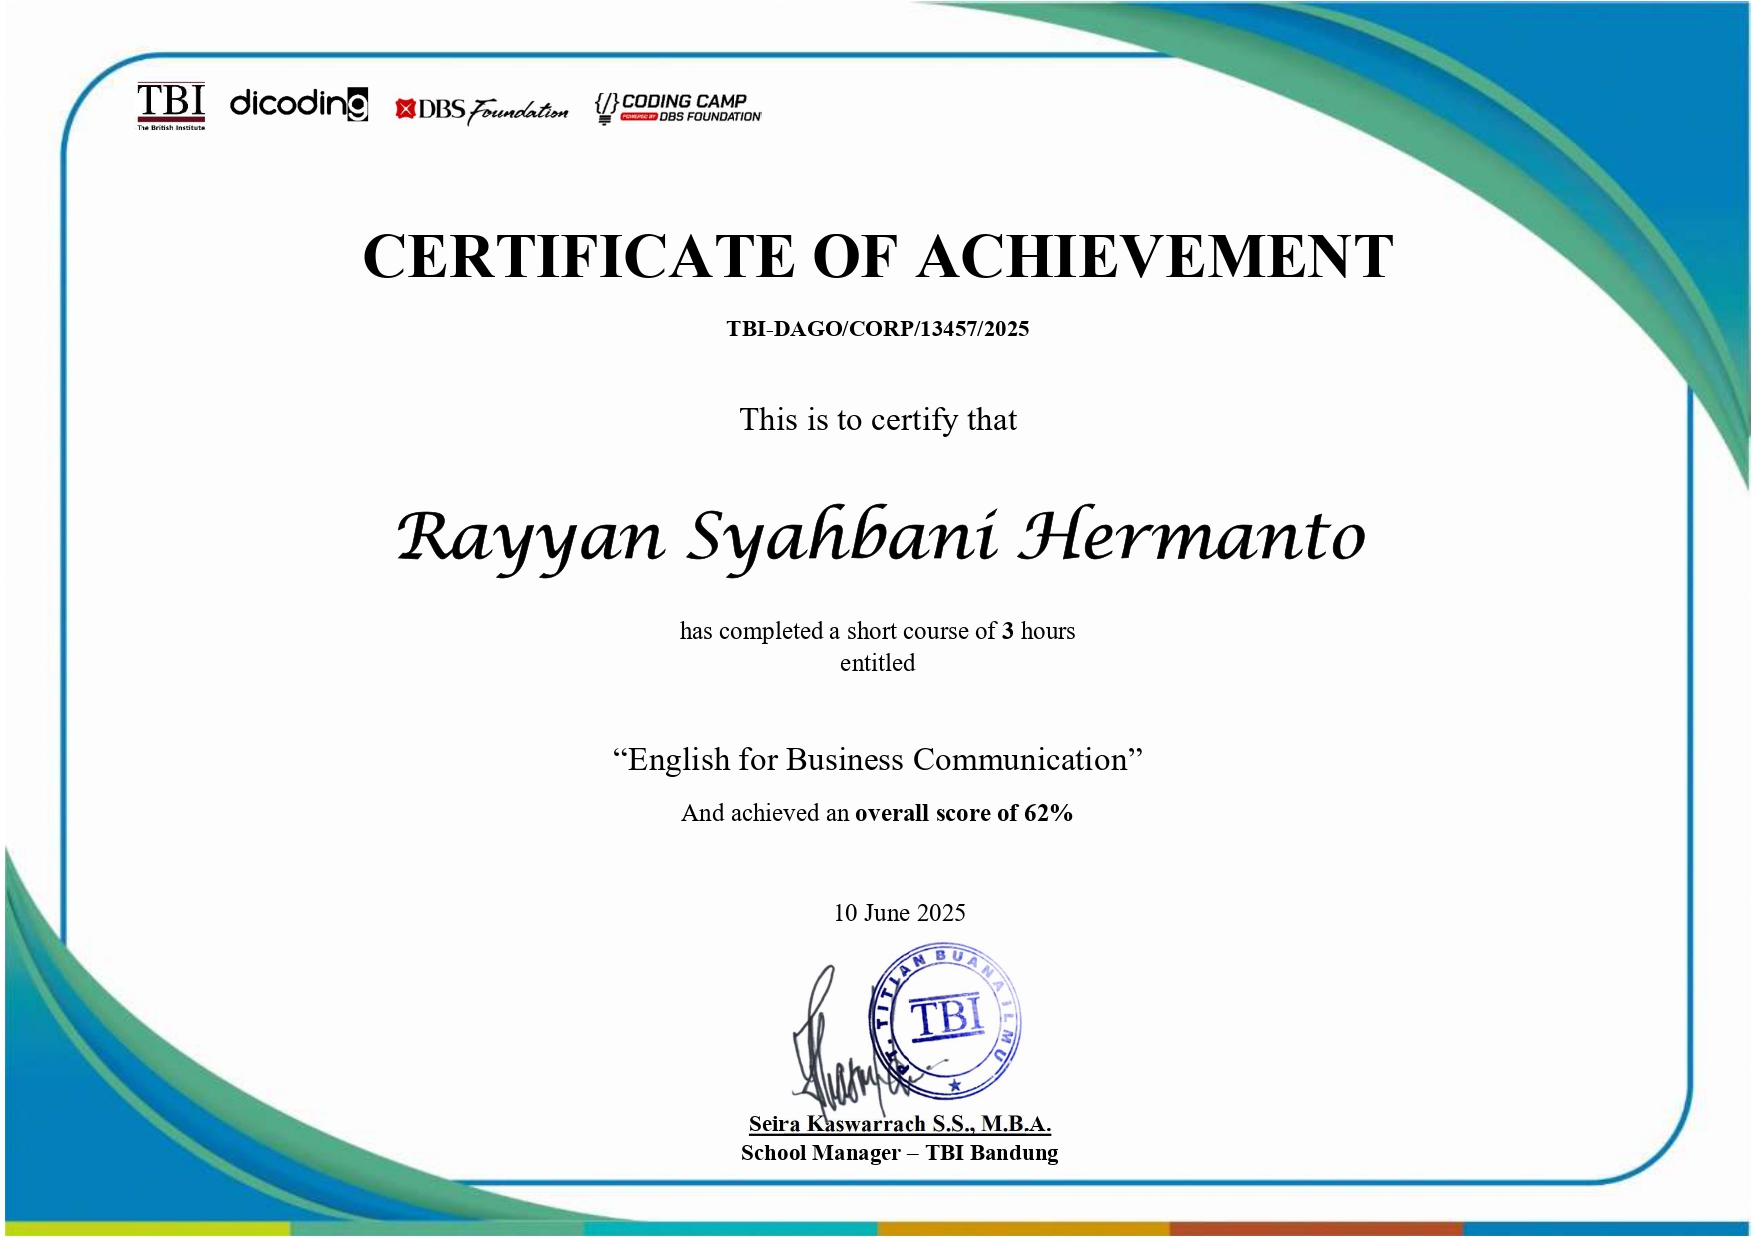 TBI
The British Institute
dicoding
DBS Foundation
{/} CODING CAMP
POWERED BY DBS FOUNDATION
CERTIFICATE OF ACHIEVEMENT
TBI-DAGO/CORP/13457/2025
This is to certify that
Rayyan Syahbani Hermanto
has completed a short course of 3 hours
entitled
“English for Business Communication”
And achieved an overall score of 62%
10 June 2025
PT. TITIAN BUANA ILMU
TBI
Seira Kaswarrach S.S., M.B.A.
School Manager – TBI Bandung